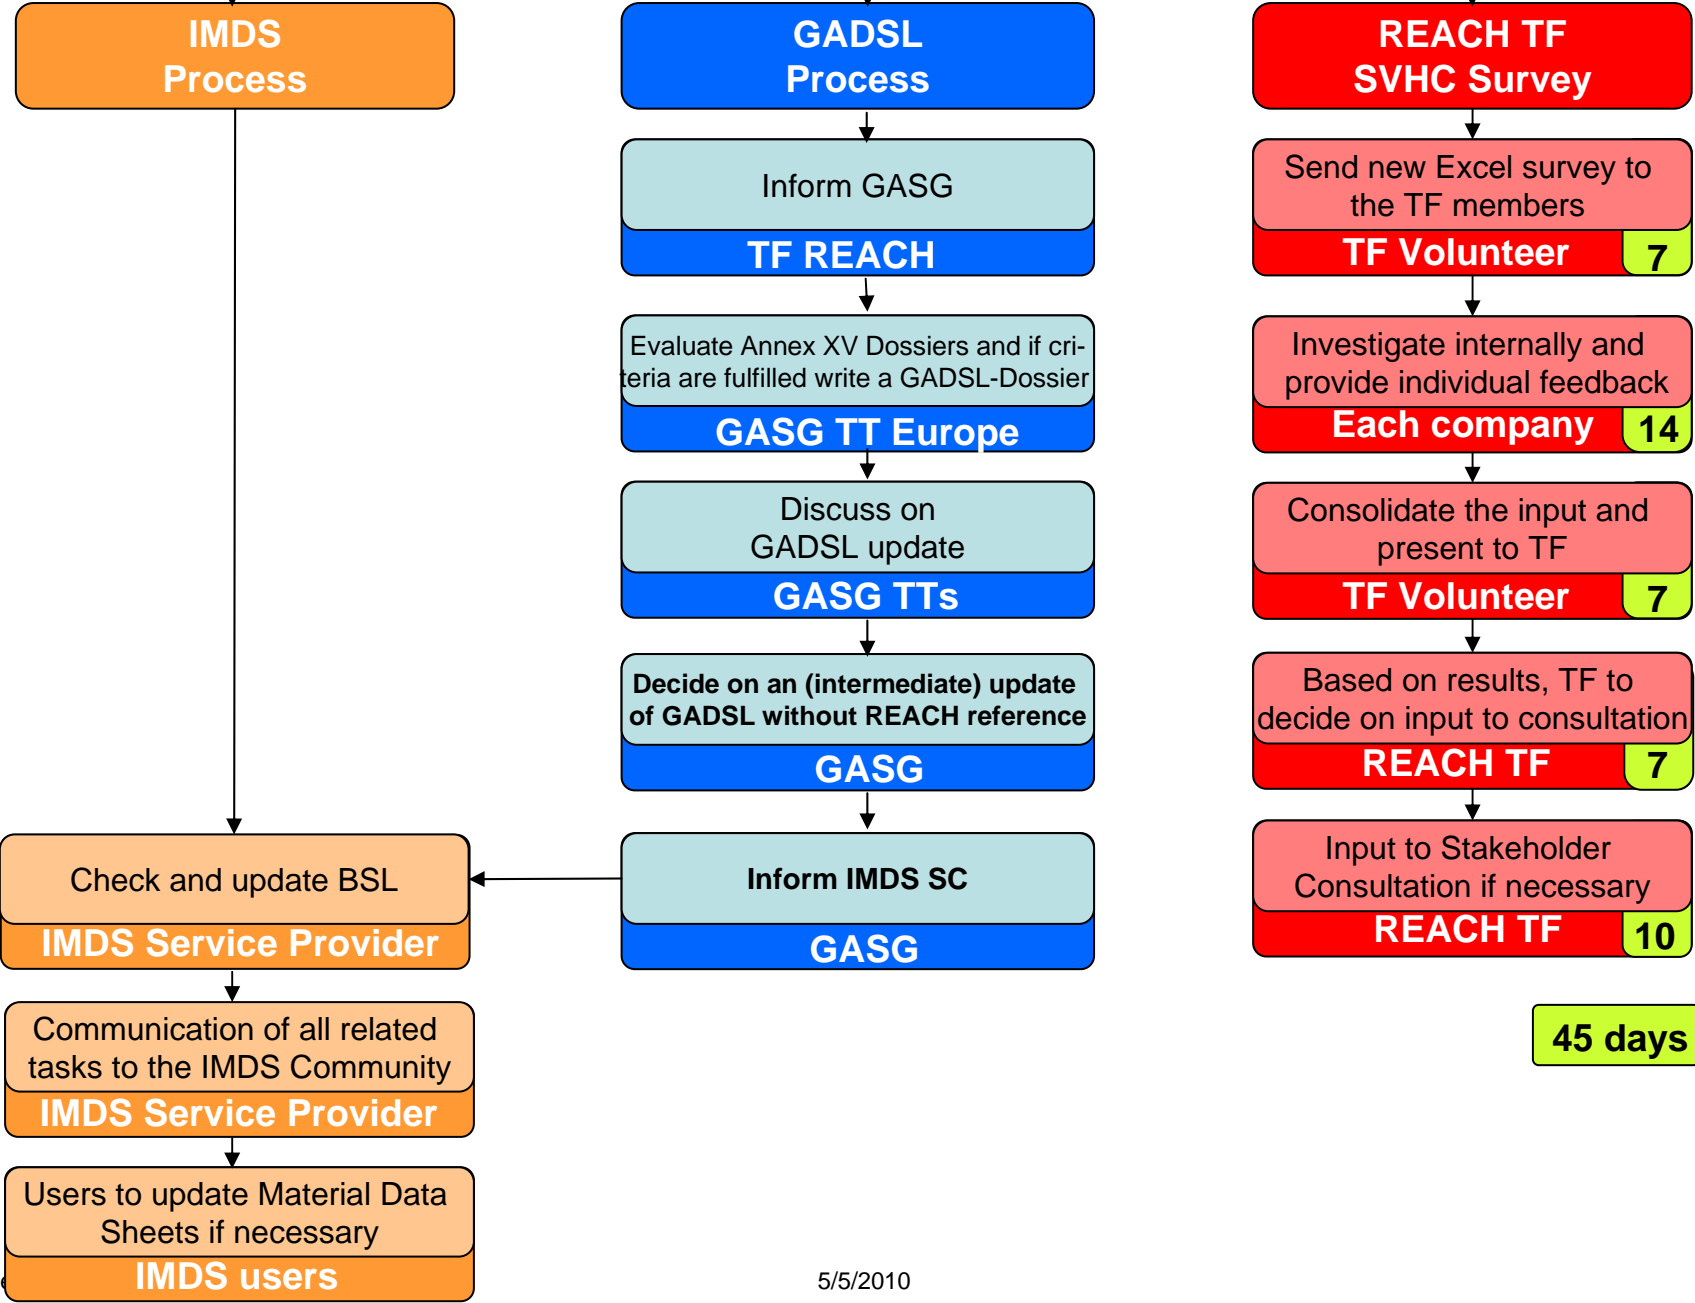 IMDS
Process
GADSL
Process
REACH TF
SVHC Survey
Inform GASG
TF REACH
Send new Excel survey to
the TF members
TF Volunteer
7
Evaluate Annex XV Dossiers and if cri-
teria are fulfilled write a GADSL-Dossier
GASG TT Europe
Investigate internally and
provide individual feedback
Each company
14
Discuss on
GADSL update
GASG TTs
Consolidate the input and
present to TF
TF Volunteer
7
Decide on an (intermediate) update
of GADSL without REACH reference
GASG
Based on results, TF to
decide on input to consultation
REACH TF
7
Check and update BSL
IMDS Service Provider
Inform IMDS SC
GASG
Input to Stakeholder
Consultation if necessary
REACH TF
10
Communication of all related
tasks to the IMDS Community
IMDS Service Provider
45 days
Users to update Material Data
Sheets if necessary
IMDS users
5/5/2010